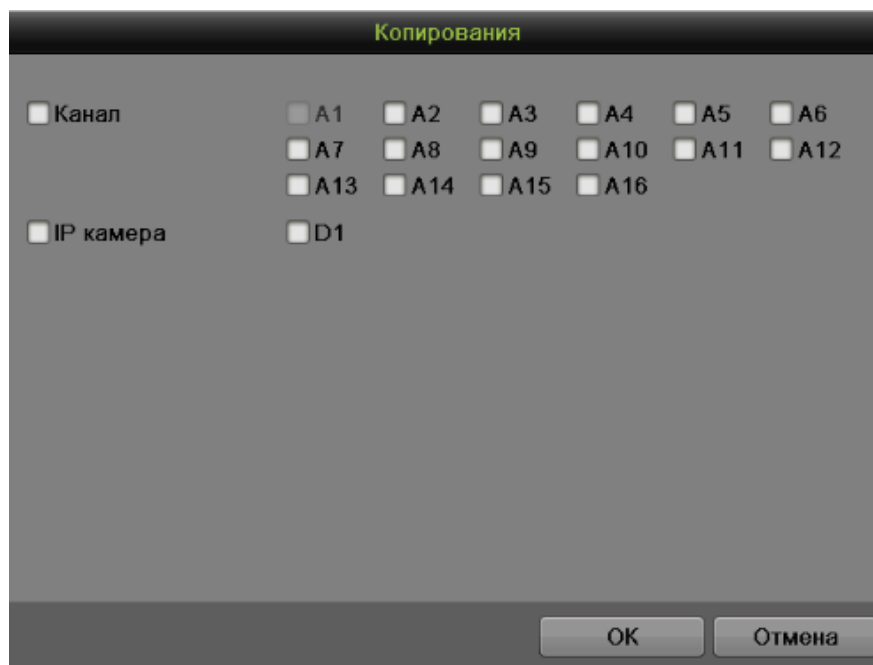 Копирования
Канал A1 A2 A3 A4 A5 A6
A7 A8 A9 A10 A11 A12
A13 A14 A15 A16
IP камера D1
OK Отмена